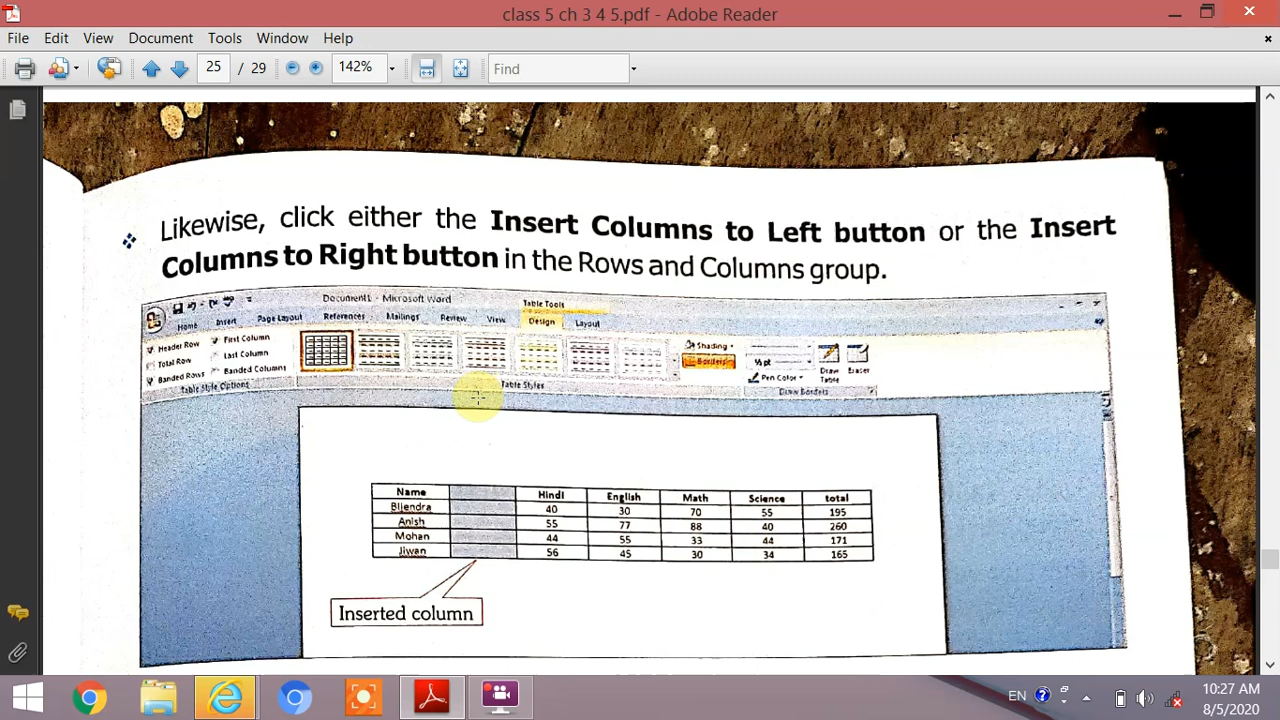 class 5 ch 3 4 5.pdf - Adobe Reader
File Edit View Document Tools Window Help
25 / 29 142% Find
Likewise, click either the Insert Columns to Left button or the Insert
Columns to Right button in the Rows and Columns group.
Document1 - Microsoft Word Table Tools
Home Insert Page Layout References Mailings Review View Design Layout
Header Row First Column
Total Row Last Column
Banded Rows Banded Columns
Shading
Borders
½ pt
Pen Color
Draw Table
Eraser
Table Style Options Table Styles Draw Borders
Name Hindi English Math Science total
Bijendra 40 30 70 55 195
Anish 55 77 88 40 260
Mohan 44 55 33 44 171
Jiwan 56 45 30 34 165
Inserted column
EN 10:27 AM
8/5/2020